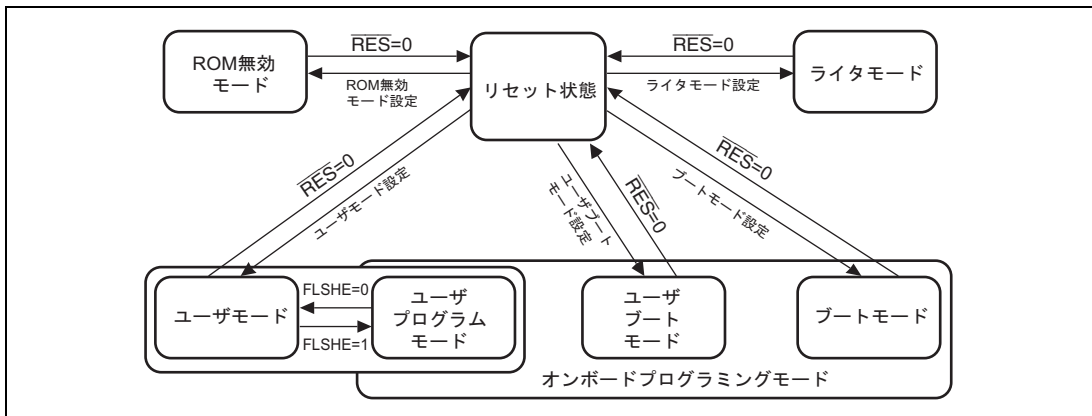 ROM無効
モード
RES=0
ROM無効
モード設定
リセット状態
RES=0
ライタモード設定
ライタモード
RES=0
ユーザモード設定
ユーザブート
モード設定
RES=0
RES=0
ブートモード設定
ユーザモード
FLSHE=0
FLSHE=1
ユーザ
プログラム
モード
ユーザ
ブート
モード
ブートモード
オンボードプログラミングモード